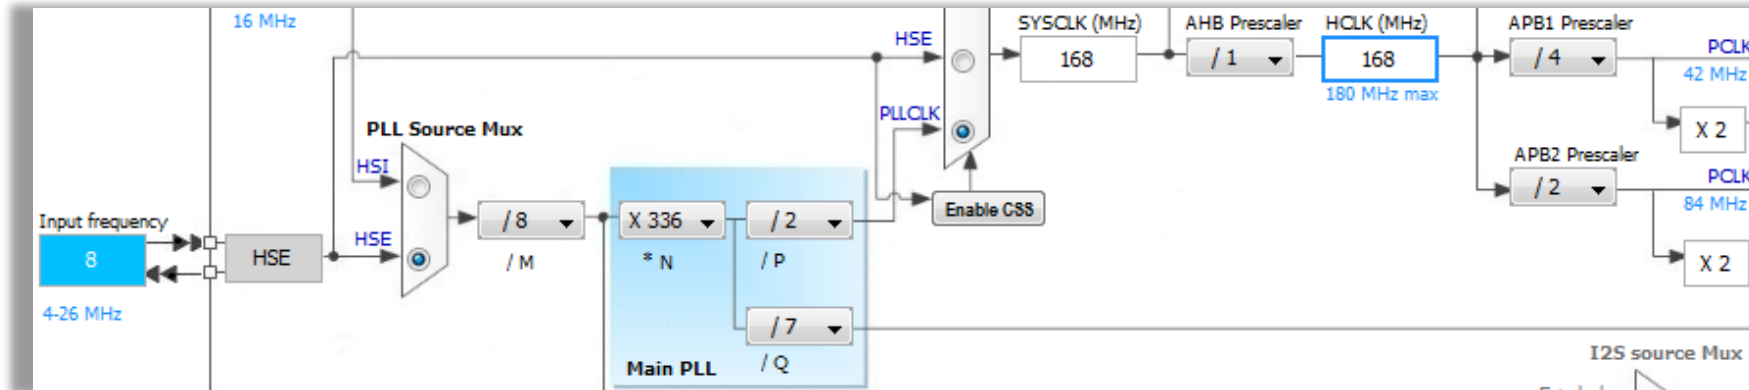 16 MHz
HSE
SYSCLK (MHz)
AHB Prescaler
HCLK (MHz)
APB1 Prescaler
168
/ 1
168
/ 4
PCLK
42 MHz
180 MHz max
PLLCLK
X 2
PLL Source Mux
HSI
APB2 Prescaler
PCLK
/ 2
84 MHz
Enable CSS
Input frequency
/ 8
X 336
/ 2
HSE
8
HSE
/ M
* N
/ P
X 2
4-26 MHz
/ 7
Main PLL
/ Q
I2S source Mux